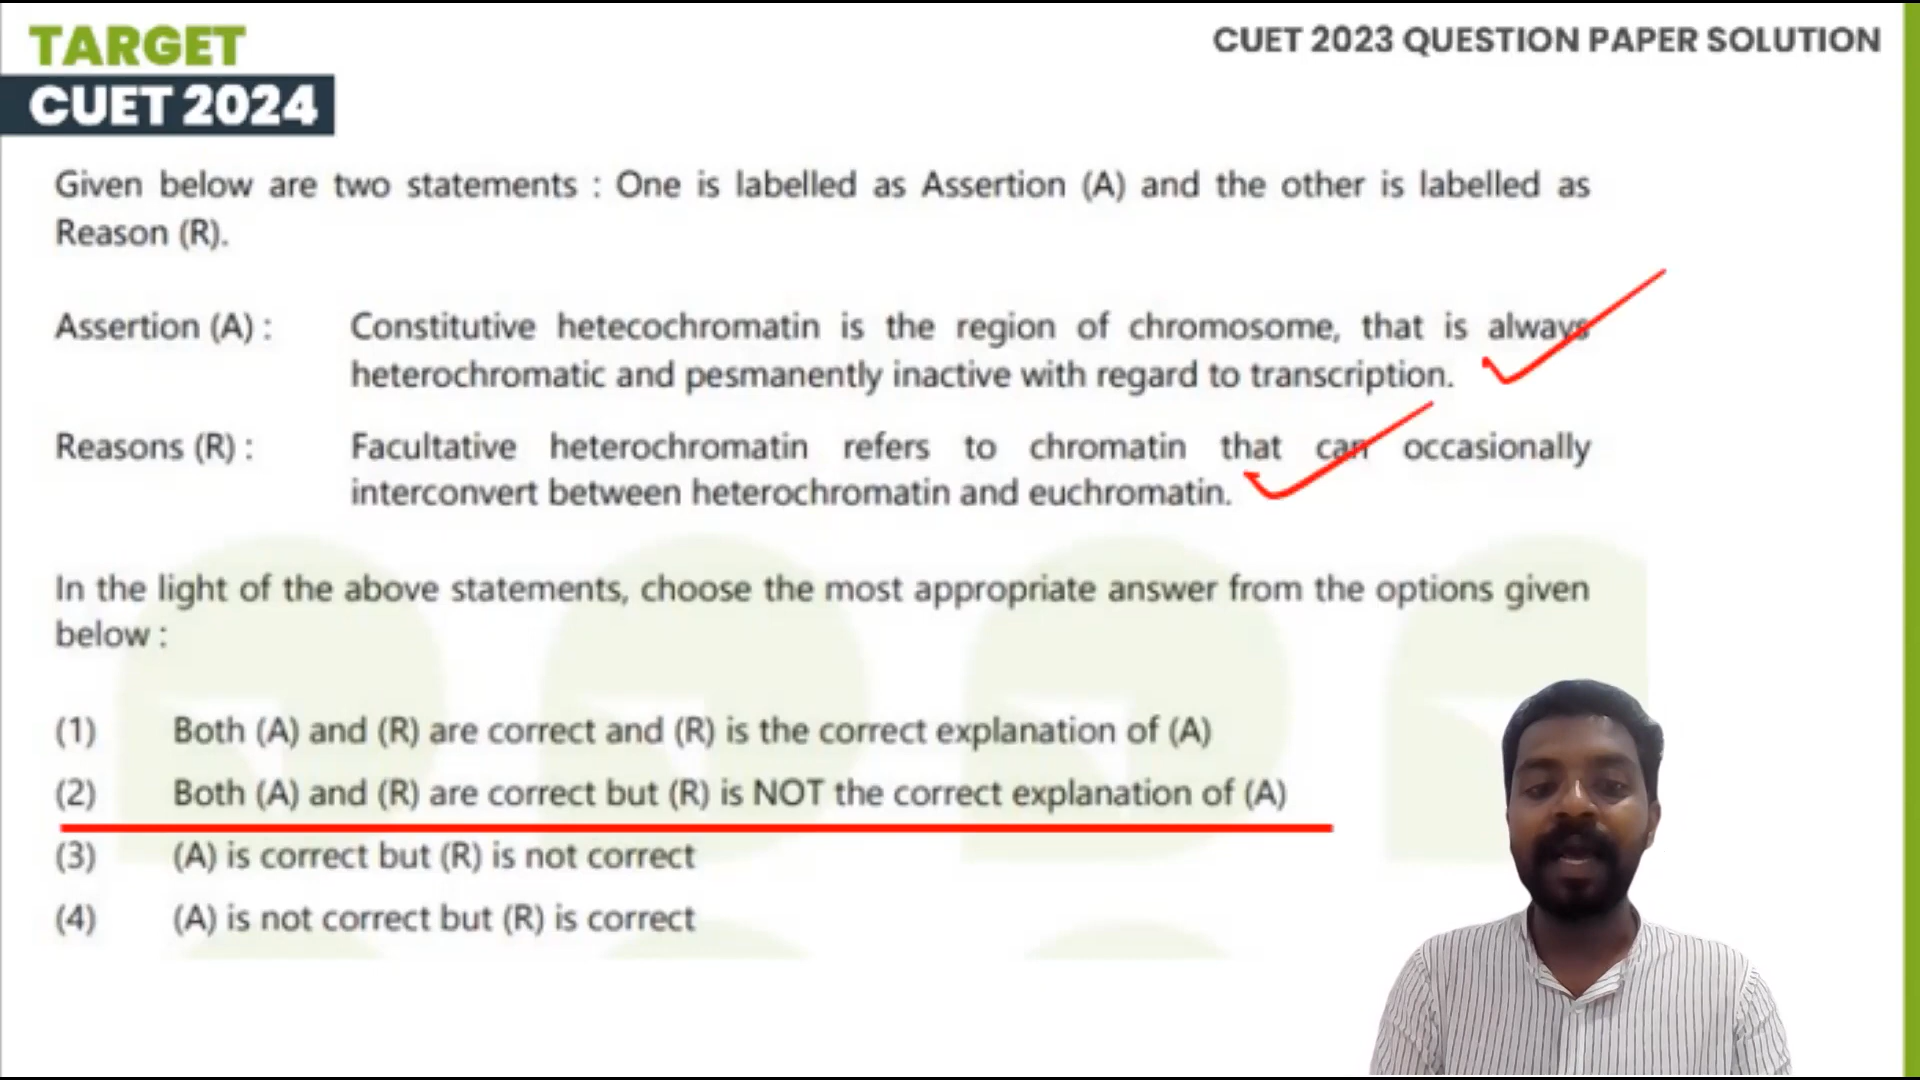 TARGET
CUET 2024
CUET 2023 QUESTION PAPER SOLUTION
Given below are two statements : One is labelled as Assertion (A) and the other is labelled as
Reason (R).
Assertion (A) : Constitutive hetecochromatin is the region of chromosome, that is always
heterochromatic and pesmanently inactive with regard to transcription.
Reasons (R) : Facultative heterochromatin refers to chromatin that can occasionally
interconvert between heterochromatin and euchromatin.
In the light of the above statements, choose the most appropriate answer from the options given
below :
(1) Both (A) and (R) are correct and (R) is the correct explanation of (A)
(2) Both (A) and (R) are correct but (R) is NOT the correct explanation of (A)
(3) (A) is correct but (R) is not correct
(4) (A) is not correct but (R) is correct